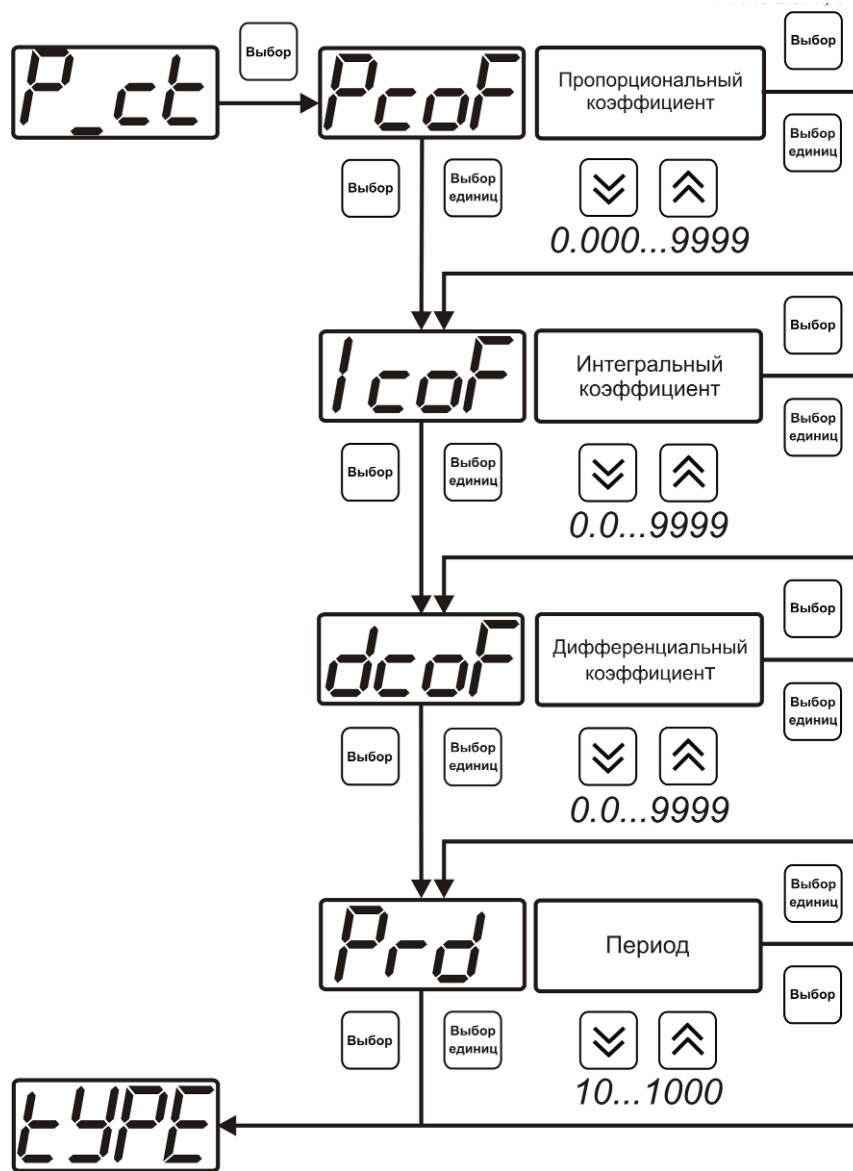 Выбор
Выбор
P_ct
PcoF
Пропорциональный
коэффициент
Выбор
единиц
Выбор
Выбор
единиц
0.000...9999
Выбор
IcoF
Интегральный
коэффициент
Выбор
единиц
Выбор
Выбор
единиц
0.0...9999
Выбор
dcoF
Дифференциальный
коэффициент
Выбор
единиц
Выбор
Выбор
единиц
0.0...9999
Выбор
единиц
Prd
Период
Выбор
Выбор
Выбор
единиц
10...1000
tYPE